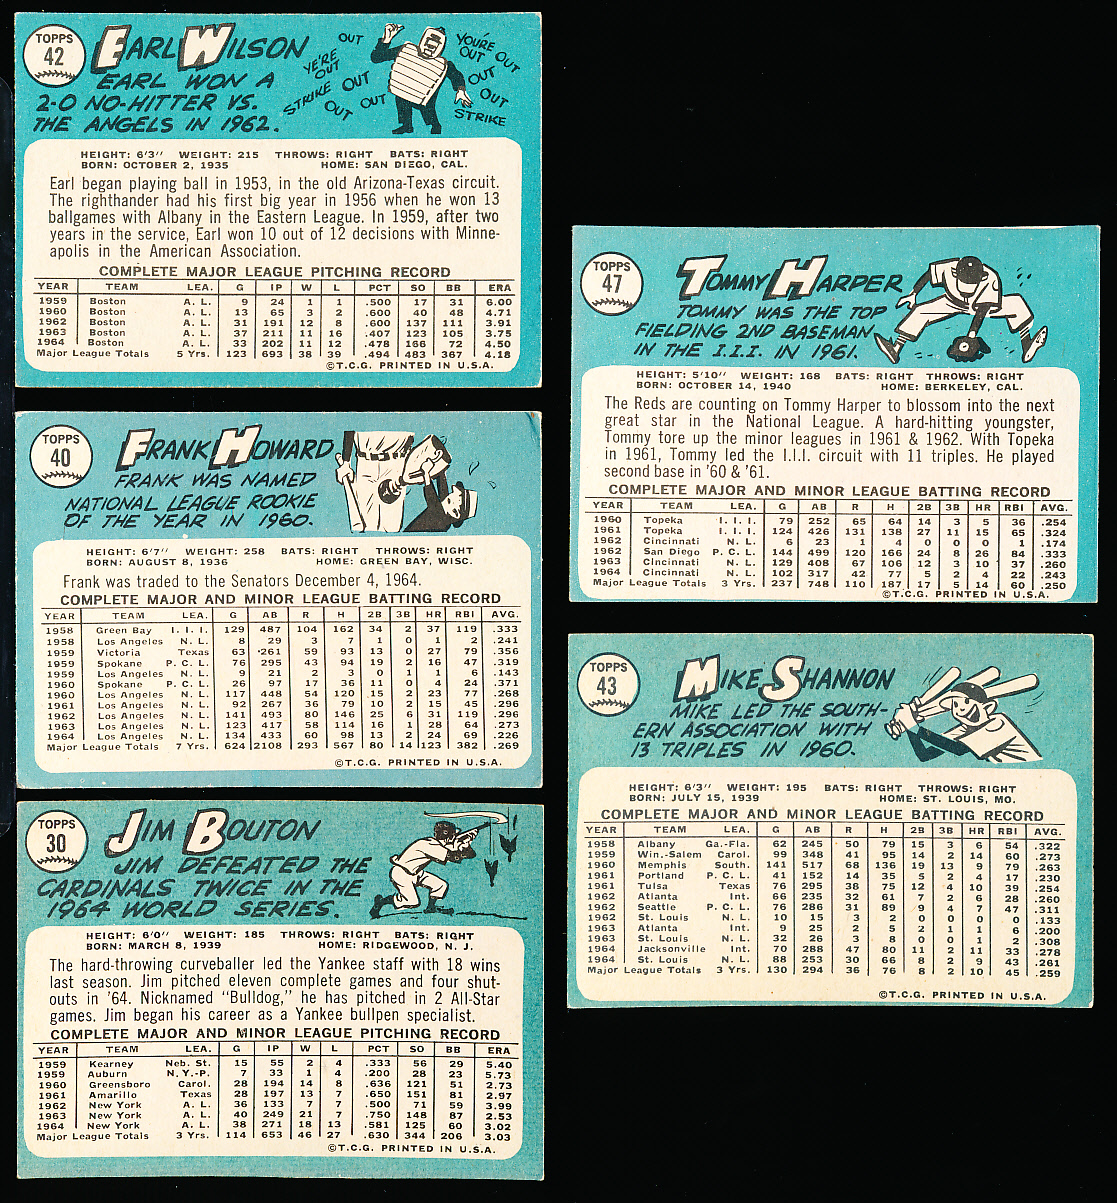 TOPPS
42
EARL WILSON
EARL WON A
2-0 NO-HITTER VS.
THE ANGELS IN 1962.
OUT
YE'RE
OUT
STRIKE OUT
OUT OUT
YOU'RE
OUT OUT
OUT
OUT
STRIKE
HEIGHT: 6'3" WEIGHT: 215 THROWS: RIGHT BATS: RIGHT
BORN: OCTOBER 2, 1935 HOME: SAN DIEGO, CAL.
Earl began playing ball in 1953, in the old Arizona-Texas circuit.
The righthander had his first big year in 1956 when he won 13
ballgames with Albany in the Eastern League. In 1959, after two
years in the service, Earl won 10 out of 12 decisions with Minne-
apolis in the American Association.
COMPLETE MAJOR LEAGUE PITCHING RECORD
YEAR TEAM LEA. G IP W L PCT SO BB ERA
1959 Boston A. L. 9 24 1 1 .500 17 31 6.00
1960 Boston A. L. 13 65 3 2 .600 40 48 4.71
1962 Boston A. L. 31 191 12 8 .600 137 111 3.91
1963 Boston A. L. 37 211 11 16 .407 123 105 3.75
1964 Boston A. L. 33 202 11 12 .478 166 72 4.50
Major League Totals 5 Yrs. 123 693 38 39 .494 483 367 4.18
©T.C.G. PRINTED IN U.S.A.
TOPPS
40
FRANK HOWARD
FRANK WAS NAMED
NATIONAL LEAGUE ROOKIE
OF THE YEAR IN 1960.
HEIGHT: 6'7" WEIGHT: 258 BATS: RIGHT THROWS: RIGHT
BORN: AUGUST 8, 1936 HOME: GREEN BAY, WISC.
Frank was traded to the Senators December 4, 1964.
COMPLETE MAJOR AND MINOR LEAGUE BATTING RECORD
YEAR TEAM LEA. G AB R H 2B 3B HR RBI AVG.
1958 Green Bay I. I. I. 129 487 104 162 34 2 37 119 .333
1958 Los Angeles N. L. 8 29 3 7 1 0 1 2 .241
1959 Victoria Texas 63 261 59 93 13 0 27 79 .356
1959 Spokane P. C. L. 76 295 43 94 19 2 16 47 .319
1959 Los Angeles N. L. 9 21 2 3 0 1 1 6 .143
1960 Spokane P. C. L. 26 97 17 36 11 0 4 24 .371
1960 Los Angeles N. L. 117 448 54 120 15 2 23 77 .268
1961 Los Angeles N. L. 92 267 36 79 10 2 15 45 .296
1962 Los Angeles N. L. 141 493 80 146 25 6 31 119 .296
1963 Los Angeles N. L. 123 417 58 114 16 1 28 64 .273
1964 Los Angeles N. L. 134 433 60 98 13 2 24 69 .226
Major League Totals 7 Yrs. 624 2108 293 567 80 14 123 382 .269
©T.C.G. PRINTED IN U.S.A.
TOPPS
30
JIM BOUTON
JIM DEFEATED THE
CARDINALS TWICE IN THE
1964 WORLD SERIES.
HEIGHT: 6'0" WEIGHT: 185 THROWS: RIGHT BATS: RIGHT
BORN: MARCH 8, 1939 HOME: RIDGEWOOD, N. J.
The hard-throwing curveballer led the Yankee staff with 18 wins
last season. Jim pitched eleven complete games and four shut-
outs in '64. Nicknamed "Bulldog," he has pitched in 2 All-Star
games. Jim began his career as a Yankee bullpen specialist.
COMPLETE MAJOR AND MINOR LEAGUE PITCHING RECORD
YEAR TEAM LEA. G IP W L PCT SO BB ERA
1959 Kearney Neb. St. 15 55 2 4 .333 56 29 5.40
1959 Auburn N.Y.-P. 7 33 1 4 .200 28 23 5.73
1960 Greensboro Carol. 28 194 14 8 .636 121 51 2.73
1961 Amarillo Texas 28 197 13 7 .650 151 81 2.97
1962 New York A. L. 36 133 7 7 .500 71 59 3.99
1963 New York A. L. 40 249 21 7 .750 148 87 2.53
1964 New York A. L. 38 271 18 13 .581 125 60 3.02
Major League Totals 3 Yrs. 114 653 46 27 .630 344 206 3.03
©T.C.G. PRINTED IN U.S.A.
TOPPS
47
TOMMY HARPER
TOMMY WAS THE TOP
FIELDING 2ND BASEMAN
IN THE I.I.I. IN 1961.
HEIGHT: 5'10" WEIGHT: 168 BATS: RIGHT THROWS: RIGHT
BORN: OCTOBER 14, 1940 HOME: BERKELEY, CAL.
The Reds are counting on Tommy Harper to blossom into the next
great star in the National League. A hard-hitting youngster,
Tommy tore up the minor leagues in 1961 & 1962. With Topeka
in 1961, Tommy led the I.I.I. circuit with 11 triples. He played
second base in '60 & '61.
COMPLETE MAJOR AND MINOR LEAGUE BATTING RECORD
YEAR TEAM LEA. G AB R H 2B 3B HR RBI AVG.
1960 Topeka I. I. I. 79 252 65 64 14 3 5 36 .254
1961 Topeka I. I. I. 124 426 131 138 27 11 15 65 .324
1962 Cincinnati N. L. 6 23 1 4 0 0 0 1 .174
1962 San Diego P. C. L. 144 499 120 166 24 8 26 84 .333
1963 Cincinnati N. L. 129 408 67 106 12 3 10 37 .260
1964 Cincinnati N. L. 102 317 42 77 5 2 4 22 .243
Major League Totals 3 Yrs. 237 748 110 187 17 5 14 60 .250
©T.C.G. PRINTED IN U.S.A.
TOPPS
43
MIKE SHANNON
MIKE LED THE SOUTH-
ERN ASSOCIATION WITH
13 TRIPLES IN 1960.
HEIGHT: 6'3" WEIGHT: 195 BATS: RIGHT THROWS: RIGHT
BORN: JULY 15, 1939 HOME: ST. LOUIS, MO.
COMPLETE MAJOR AND MINOR LEAGUE BATTING RECORD
YEAR TEAM LEA. G AB R H 2B 3B HR RBI AVG.
1958 Albany Ga.-Fla. 62 245 50 79 15 3 6 54 .322
1959 Win.-Salem Carol. 99 348 41 95 14 2 14 60 .273
1960 Memphis South. 141 517 68 136 19 13 9 79 .263
1961 Portland P. C. L. 41 152 14 35 5 2 4 17 .230
1961 Tulsa Texas 76 295 38 75 12 4 10 39 .254
1962 Atlanta Int. 66 235 32 61 7 2 6 28 .260
1962 Seattle P. C. L. 76 286 31 89 9 4 7 47 .311
1962 St. Louis N. L. 10 15 3 2 0 0 0 0 .133
1963 Atlanta Int. 9 25 2 5 2 1 1 6 .200
1963 St. Louis N. L. 32 26 3 8 0 0 1 2 .308
1964 Jacksonville Int. 70 288 47 80 11 2 11 33 .278
1964 St. Louis N. L. 88 253 30 66 8 2 9 43 .261
Major League Totals 3 Yrs. 130 294 36 76 8 2 10 45 .259
©T.C.G. PRINTED IN U.S.A.